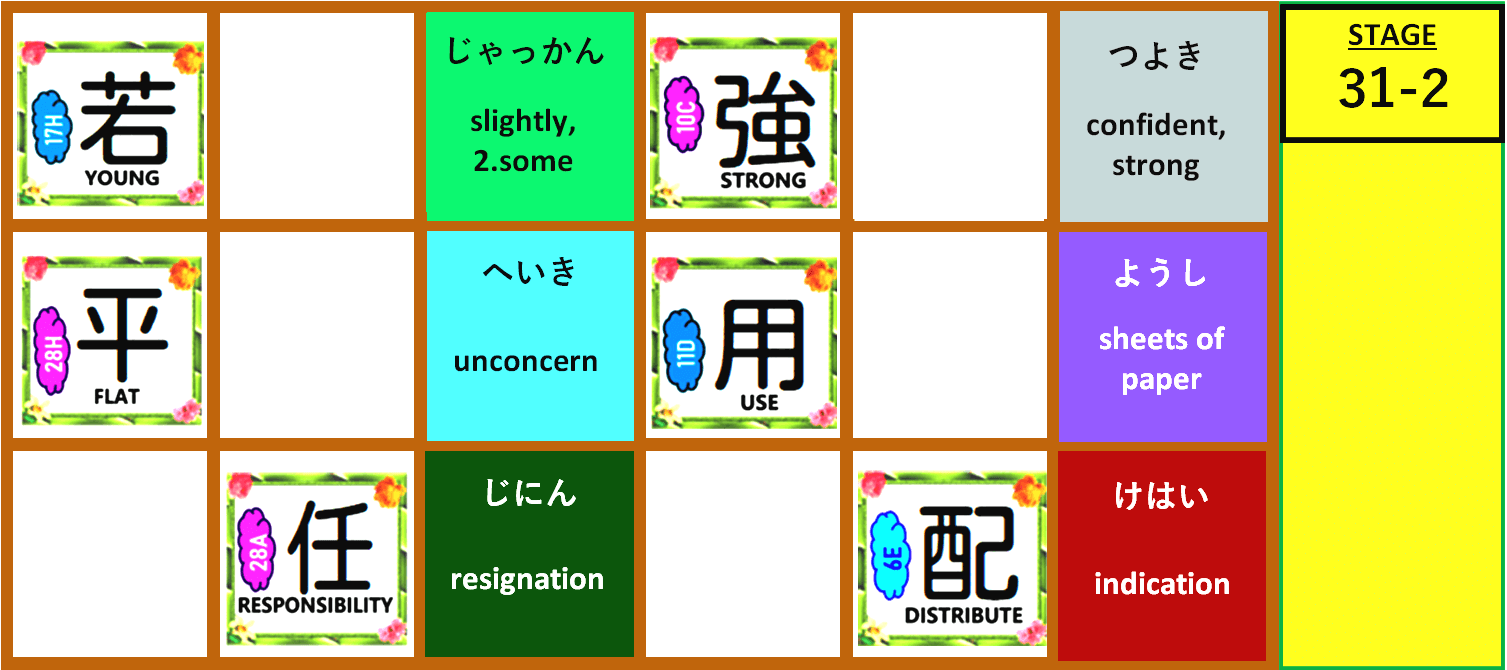 17H
若
YOUNG
じゃっかん
slightly,
2.some
10C
強
STRONG
つよき
confident,
strong
STAGE
31-2
28H
平
FLAT
へいき
unconcern
11D
用
USE
ようし
sheets of
paper
28A
任
RESPONSIBILITY
じにん
resignation
6E
配
DISTRIBUTE
けはい
indication